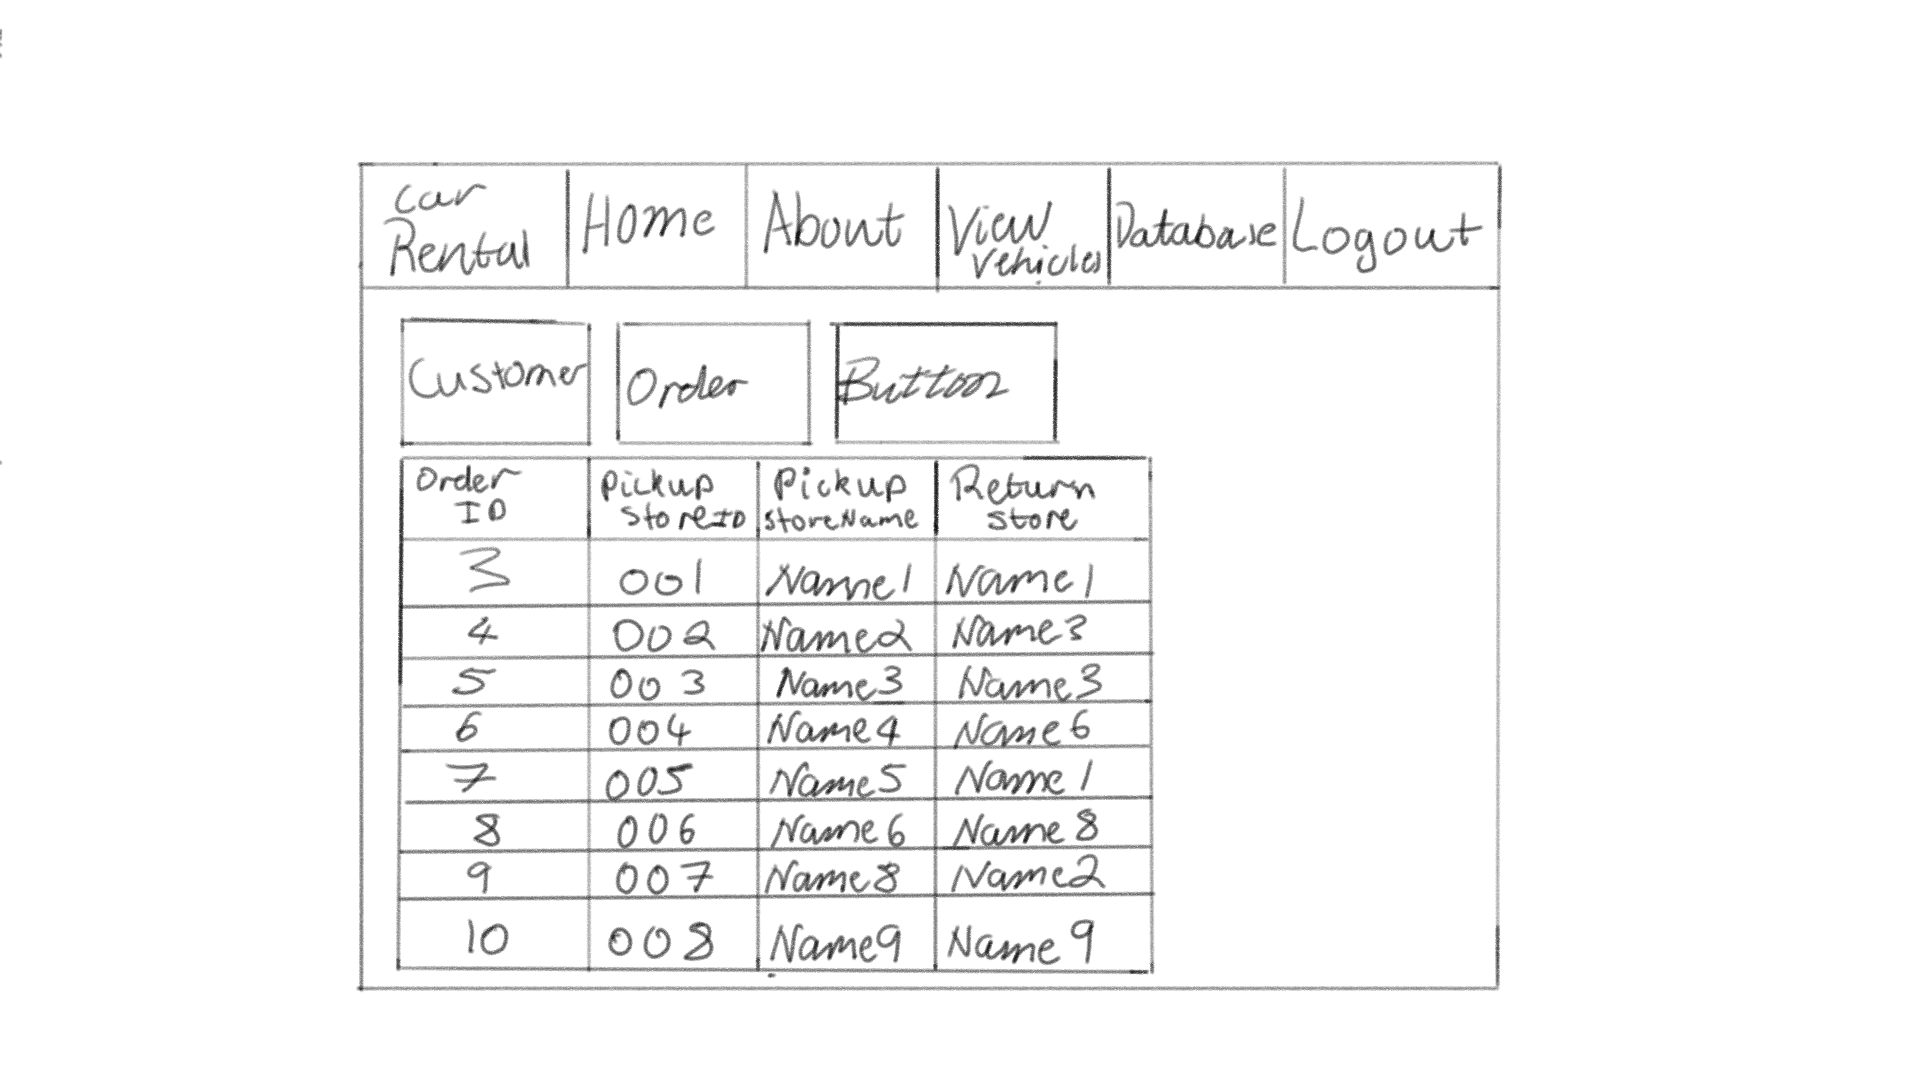 Car Rental Home About View Vehicles Database Logout
Customer Order Button
Order ID Pickup StoreID Pickup StoreName Return Store
3 001 Name1 Name1
4 002 Name2 Name3
5 003 Name3 Name3
6 004 Name4 Name6
7 005 Name5 Name1
8 006 Name6 Name8
9 007 Name8 Name2
10 008 Name9 Name9